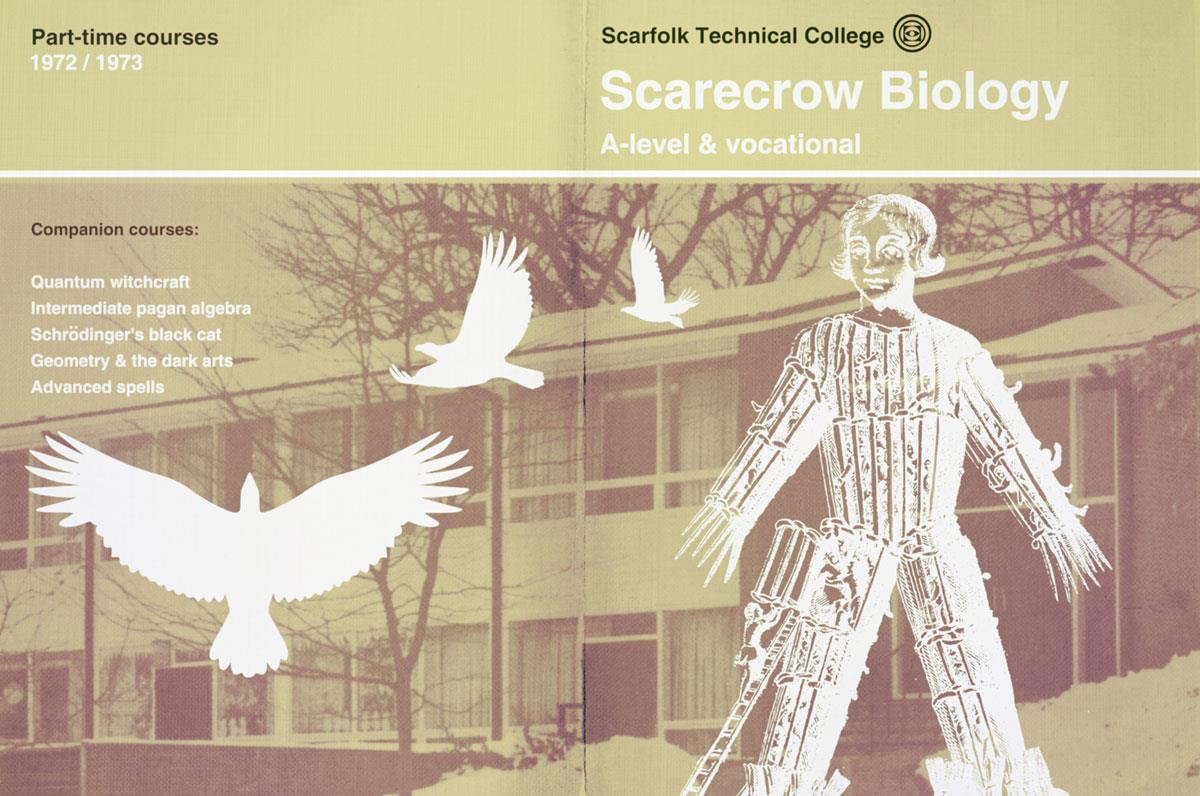 Part-time courses
1972 / 1973
Companion courses:
Quantum witchcraft
Intermediate pagan algebra
Schrödinger's black cat
Geometry & the dark arts
Advanced spells
Scarfolk Technical College
Scarecrow Biology
A-level & vocational